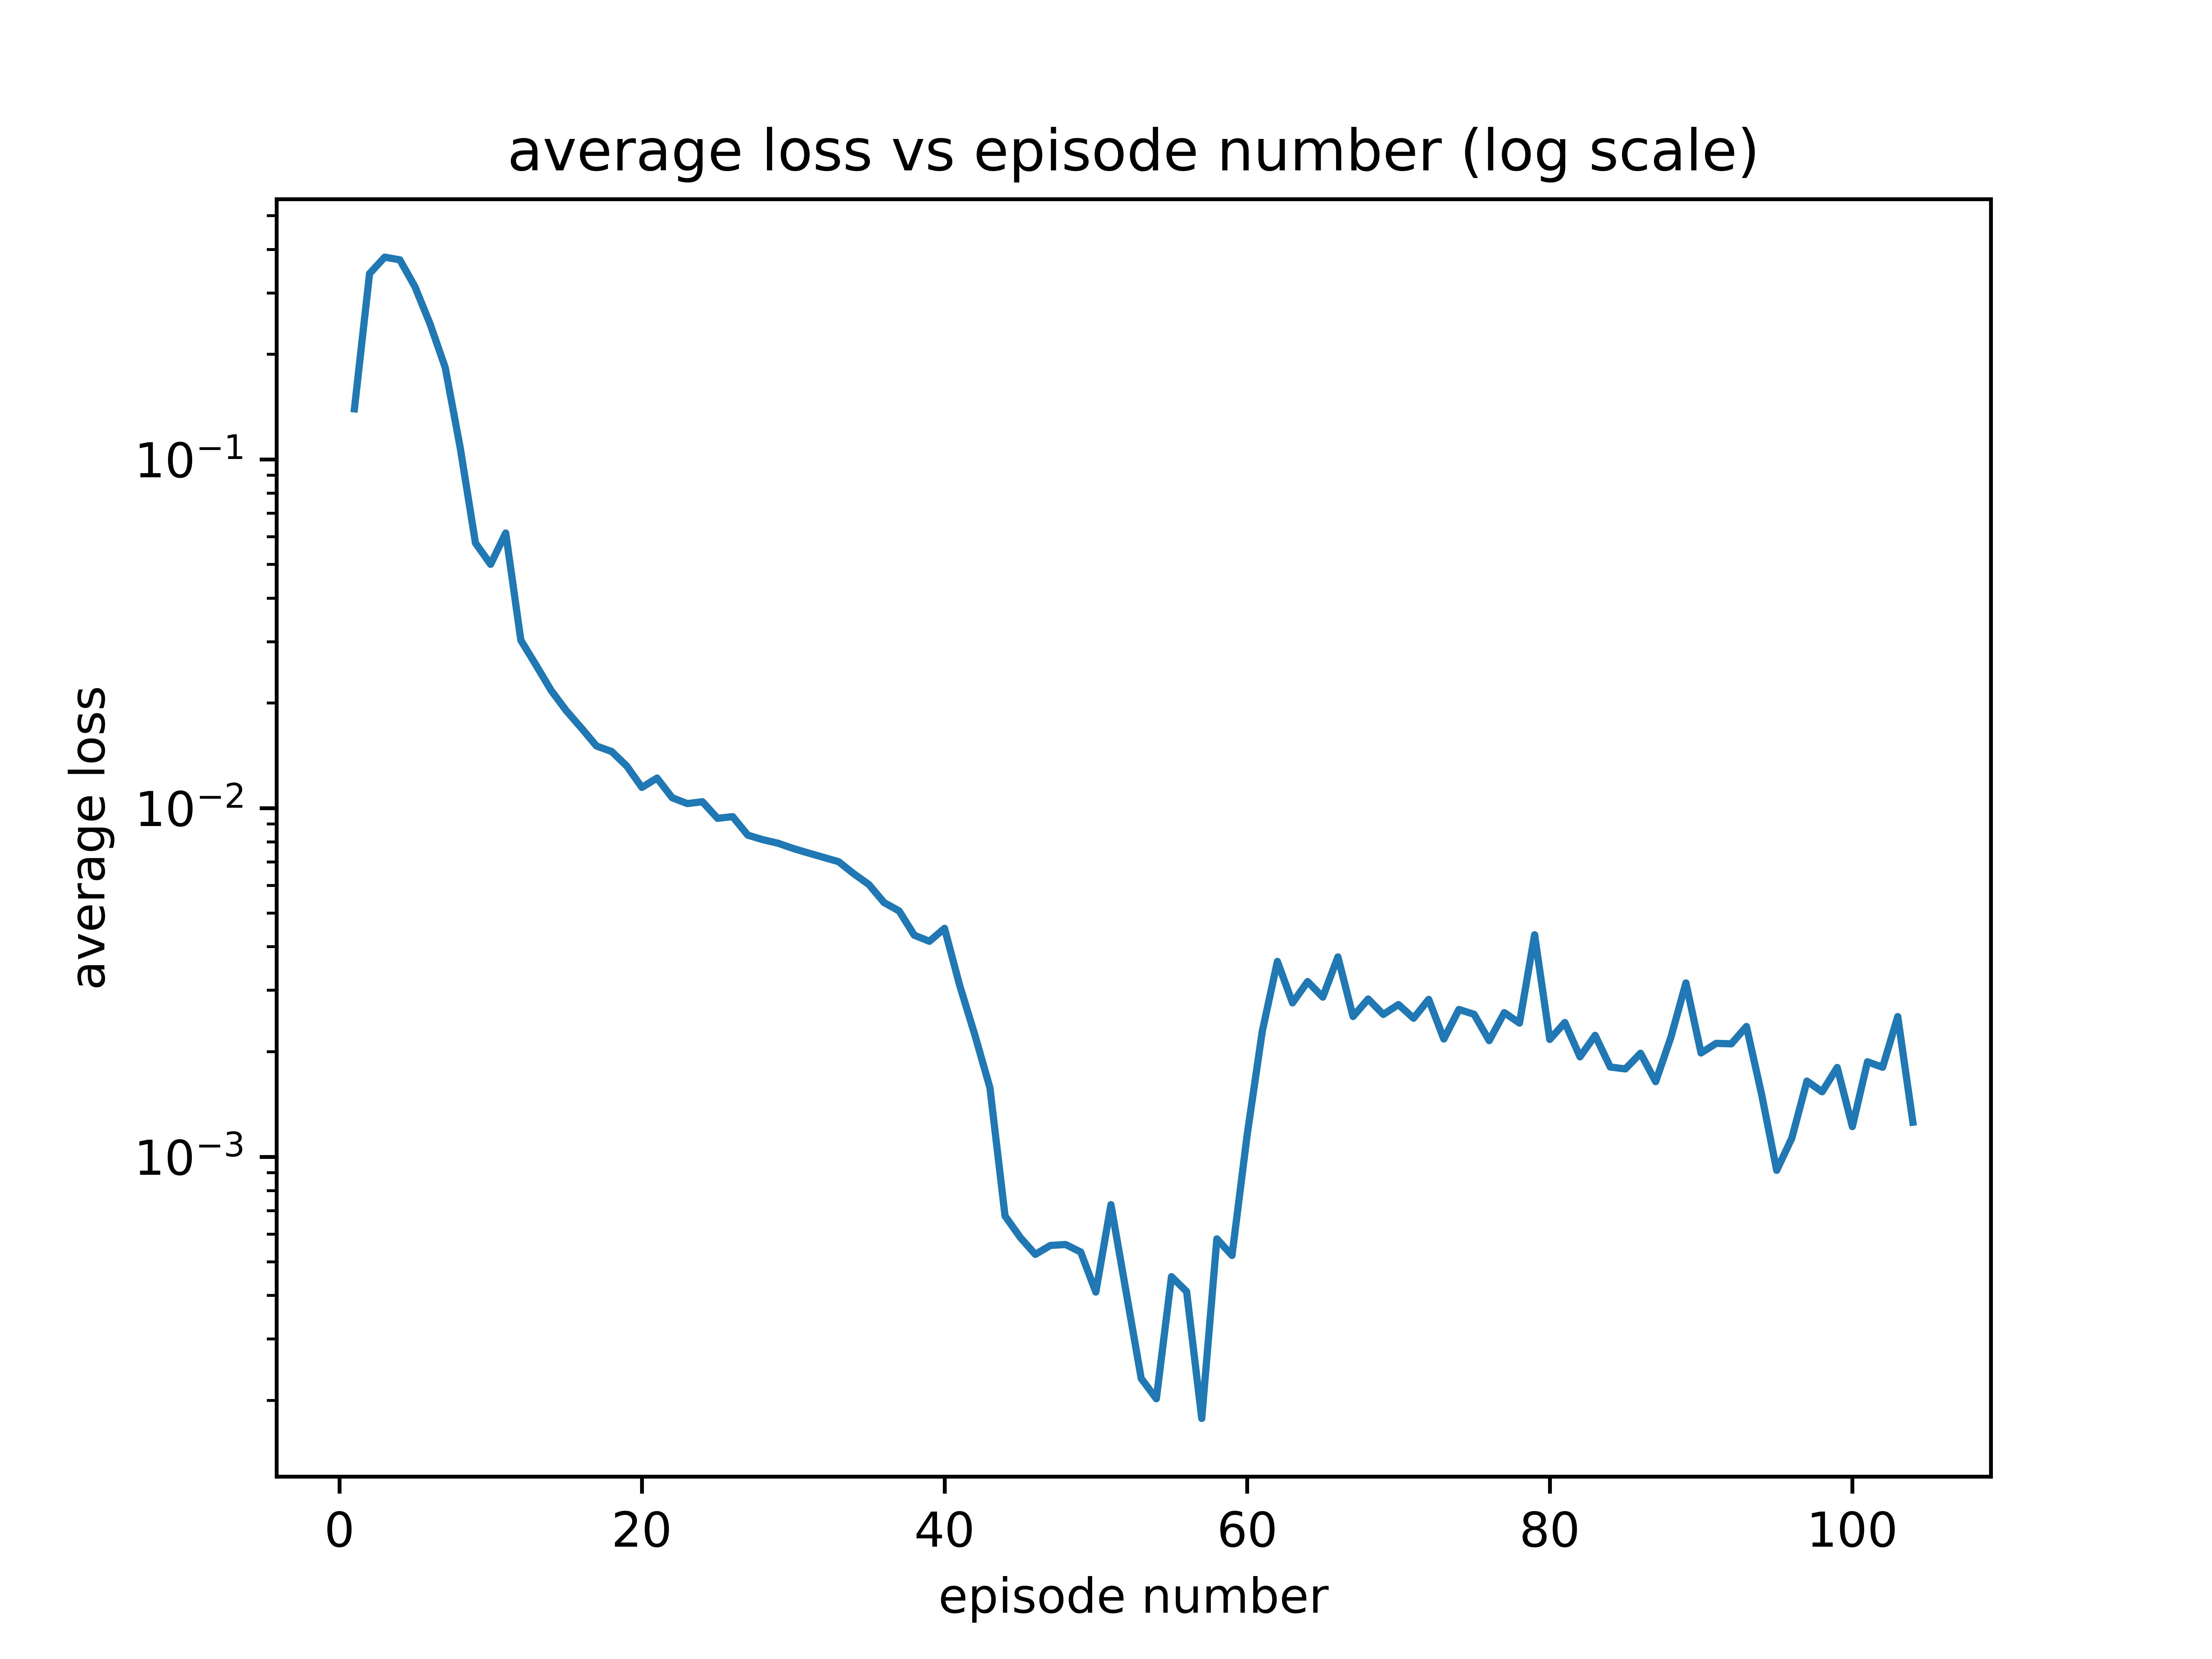 average loss vs episode number (log scale)
average loss
10⁻¹
10⁻²
10⁻³
0 20 40 60 80 100
episode number